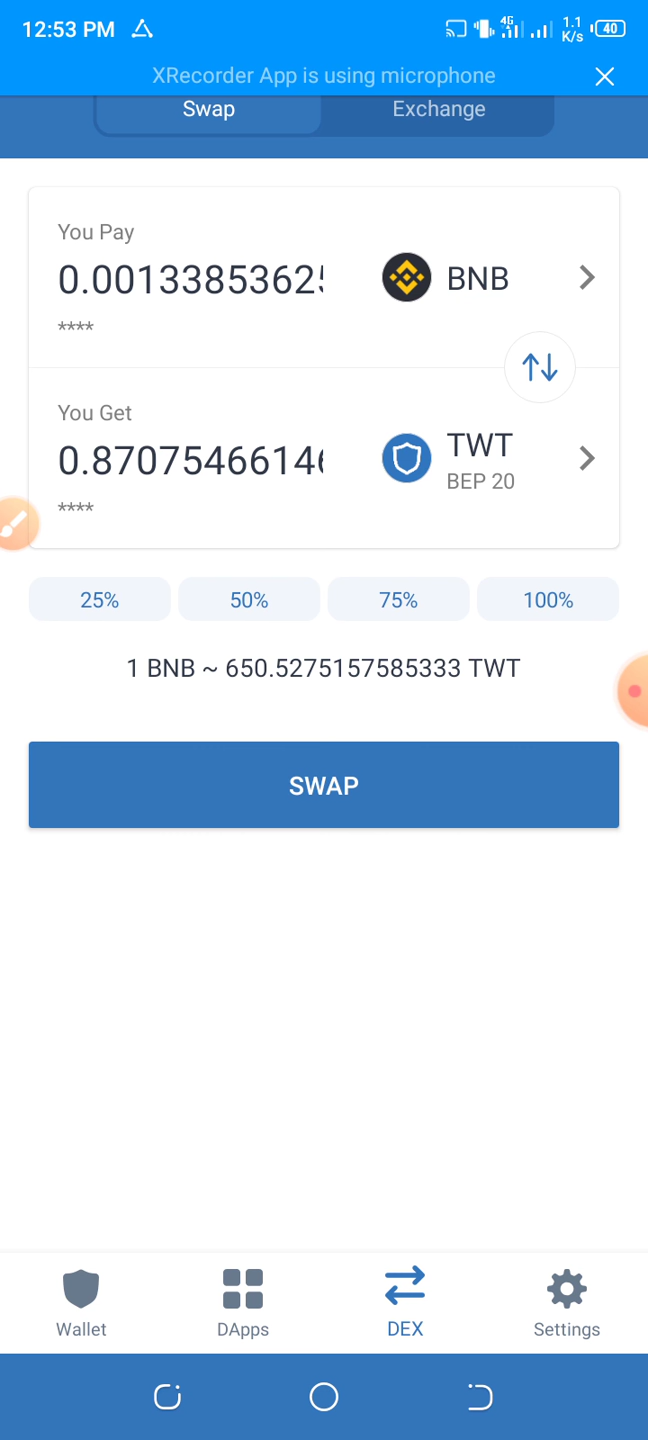 12:53 PM
4G
1.1
K/s
40
XRecorder App is using microphone
Swap
Exchange
You Pay
0.0013385362
BNB
****
You Get
0.8707546614
TWT
BEP 20
****
25%
50%
75%
100%
1 BNB ~ 650.5275157585333 TWT
SWAP
Wallet
DApps
DEX
Settings